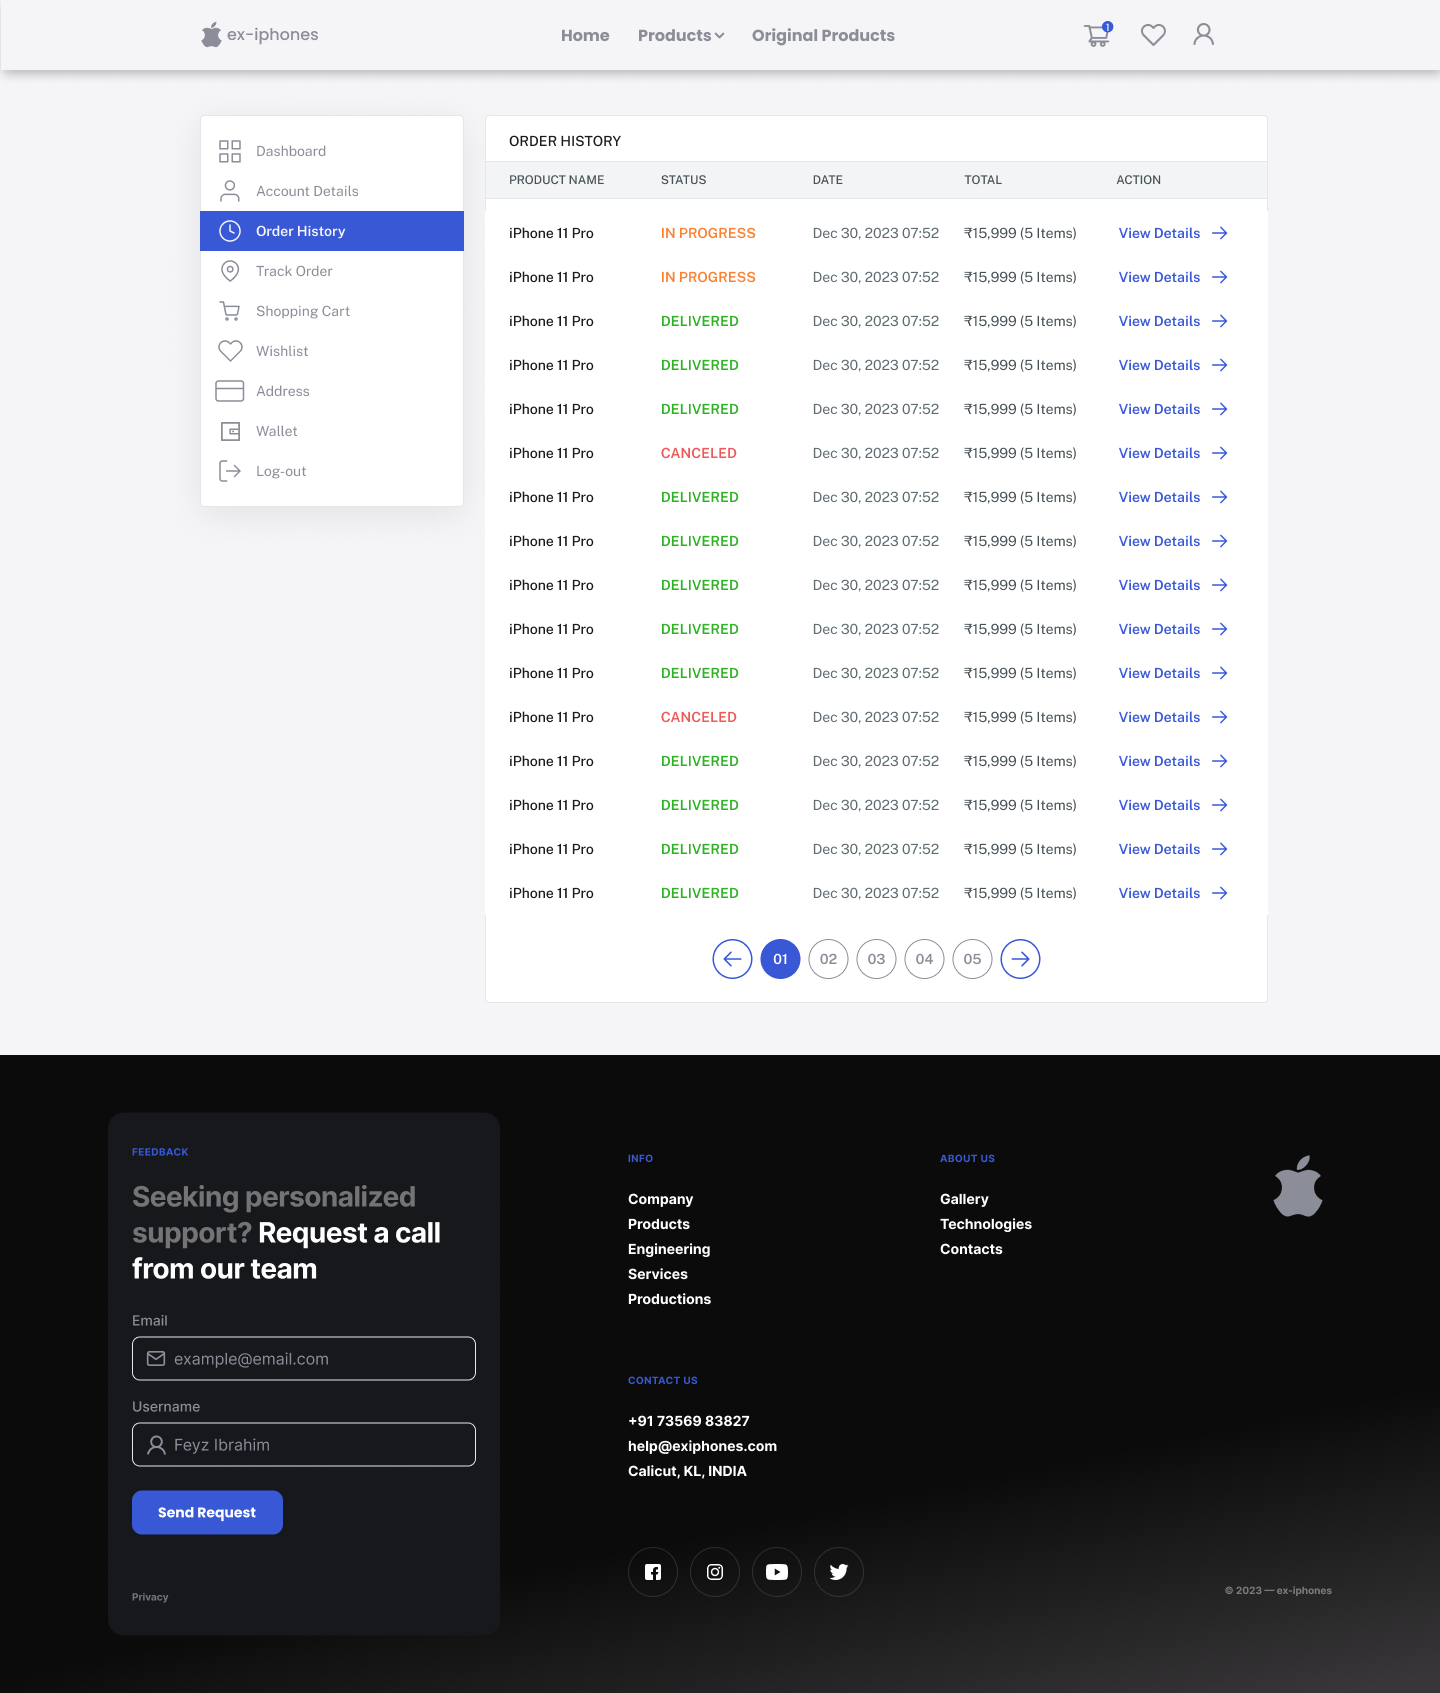 ex-iphones
Home Products Original Products
1
Dashboard
Account Details
Order History
Track Order
Shopping Cart
Wishlist
Address
Wallet
Log-out
ORDER HISTORY
PRODUCT NAME STATUS DATE TOTAL ACTION
iPhone 11 Pro IN PROGRESS Dec 30, 2023 07:52 ₹15,999 (5 Items) View Details
iPhone 11 Pro IN PROGRESS Dec 30, 2023 07:52 ₹15,999 (5 Items) View Details
iPhone 11 Pro DELIVERED Dec 30, 2023 07:52 ₹15,999 (5 Items) View Details
iPhone 11 Pro DELIVERED Dec 30, 2023 07:52 ₹15,999 (5 Items) View Details
iPhone 11 Pro DELIVERED Dec 30, 2023 07:52 ₹15,999 (5 Items) View Details
iPhone 11 Pro CANCELED Dec 30, 2023 07:52 ₹15,999 (5 Items) View Details
iPhone 11 Pro DELIVERED Dec 30, 2023 07:52 ₹15,999 (5 Items) View Details
iPhone 11 Pro DELIVERED Dec 30, 2023 07:52 ₹15,999 (5 Items) View Details
iPhone 11 Pro DELIVERED Dec 30, 2023 07:52 ₹15,999 (5 Items) View Details
iPhone 11 Pro DELIVERED Dec 30, 2023 07:52 ₹15,999 (5 Items) View Details
iPhone 11 Pro DELIVERED Dec 30, 2023 07:52 ₹15,999 (5 Items) View Details
iPhone 11 Pro CANCELED Dec 30, 2023 07:52 ₹15,999 (5 Items) View Details
iPhone 11 Pro DELIVERED Dec 30, 2023 07:52 ₹15,999 (5 Items) View Details
iPhone 11 Pro DELIVERED Dec 30, 2023 07:52 ₹15,999 (5 Items) View Details
iPhone 11 Pro DELIVERED Dec 30, 2023 07:52 ₹15,999 (5 Items) View Details
iPhone 11 Pro DELIVERED Dec 30, 2023 07:52 ₹15,999 (5 Items) View Details
01 02 03 04 05
FEEDBACK
Seeking personalized
support? Request a call
from our team
Email
example@email.com
Username
Feyz Ibrahim
Send Request
Privacy
INFO
Company
Products
Engineering
Services
Productions
ABOUT US
Gallery
Technologies
Contacts
CONTACT US
+91 73569 83827
help@exiphones.com
Calicut, KL, INDIA
© 2023 — ex-iphones